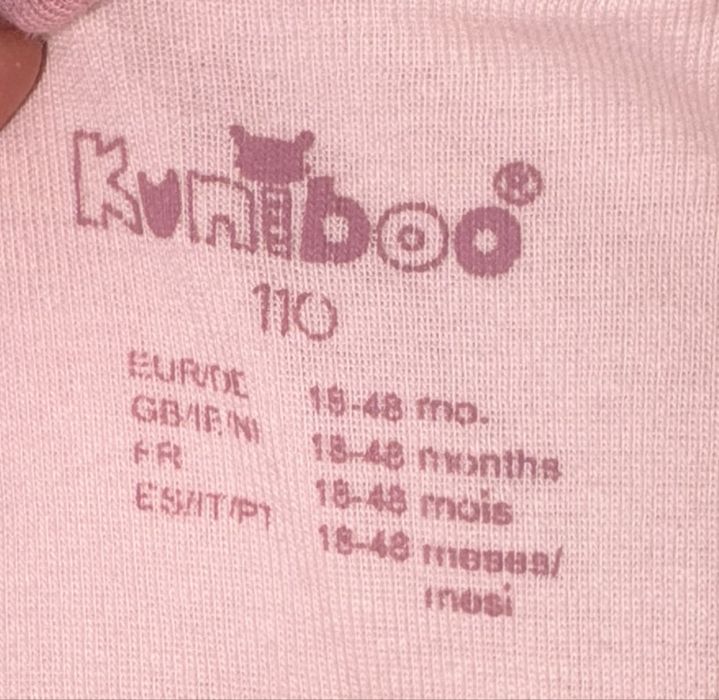 Kuniboo®
110
EUR/DE 18-48 mo.
GB/IE/NI 18-48 months
FR 18-48 mois
ES/IT/PT 18-48 meses/
mesi